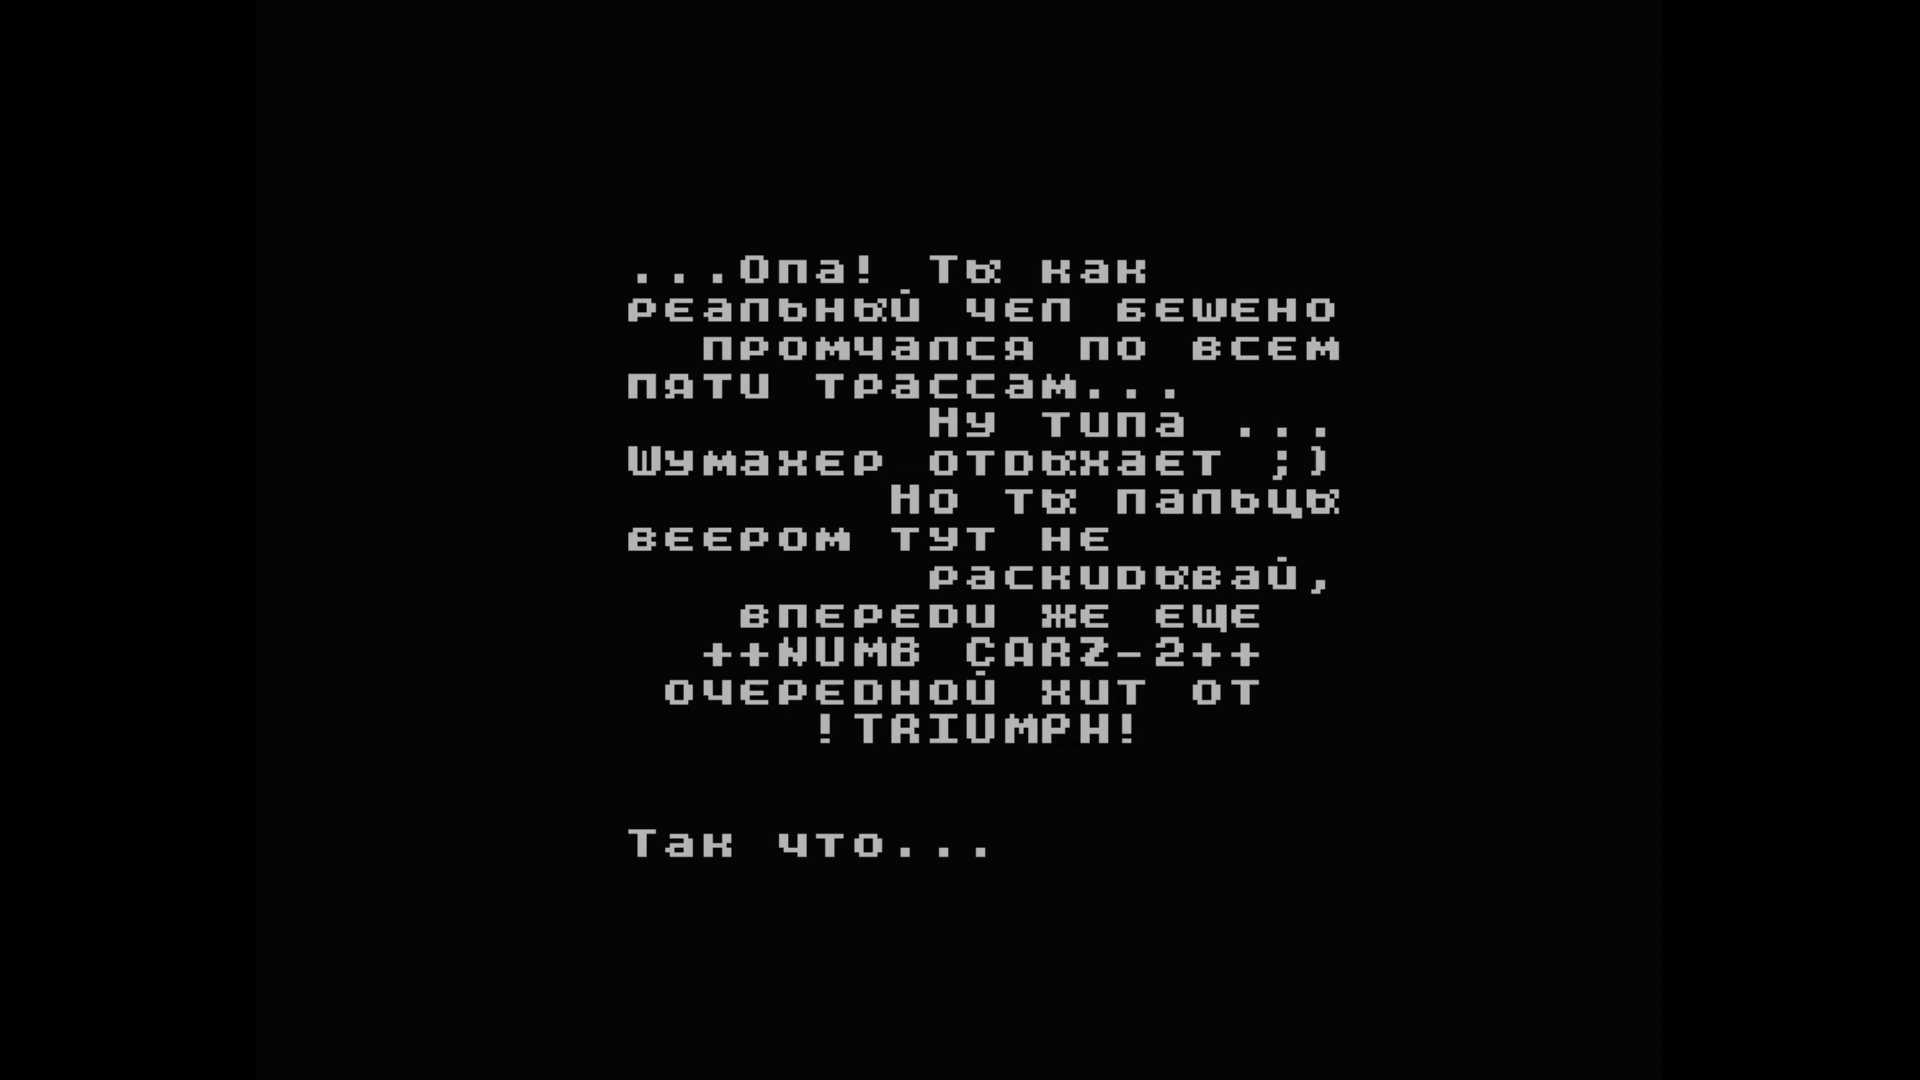 ...Опа! Ты как
реальный чел бешено
промчался по всем
пяти трассам...
Ну типа ...
Шумахер отдыхает ;)
Но ты пальцы
веером тут не
раскидывай,
впереди же еще
++NUMB CARZ-2++
очередной хит от
!TRIUMPH!
Так что...